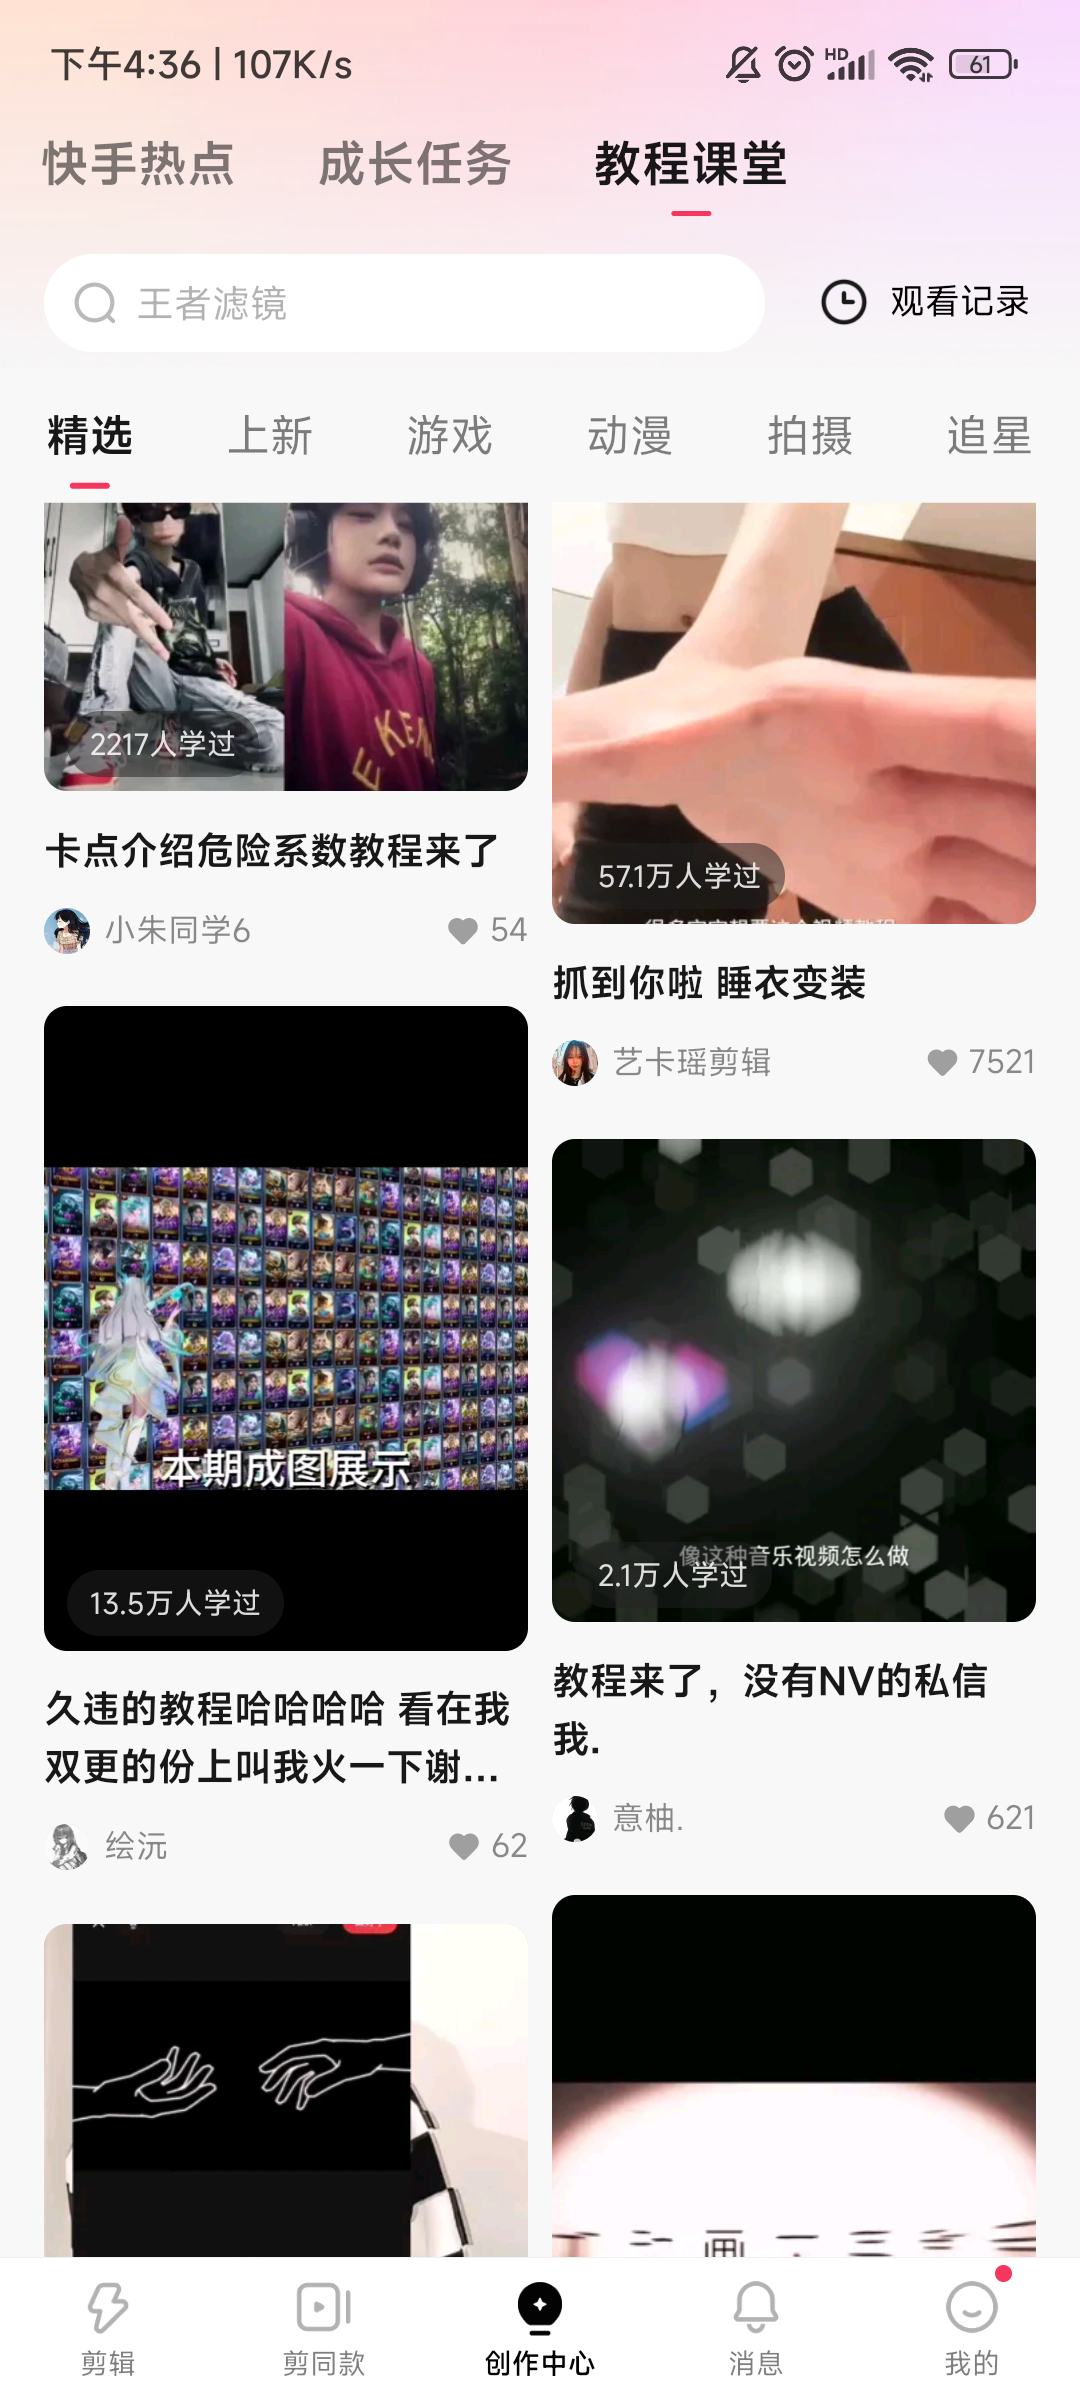 下午4:36 | 107K/s
HD
61
快手热点
成长任务
教程课堂
王者滤镜
观看记录
精选
上新
游戏
动漫
拍摄
追星
EKEN
2217人学过
卡点介绍危险系数教程来了
小朱同学6
54
57.1万人学过
抓到你啦 睡衣变装
艺卡瑶剪辑
7521
本期成图展示
13.5万人学过
久违的教程哈哈哈哈 看在我
双更的份上叫我火一下谢...
绘沅
62
像这种音乐视频怎么做
2.1万人学过
教程来了，没有NV的私信
我.
意柚.
621
剪辑
剪同款
创作中心
消息
我的